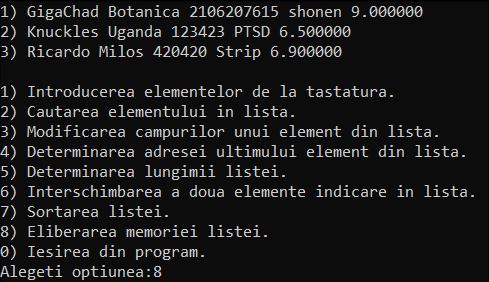 1) GigaChad Botanica 2106207615 shonen 9.000000
2) Knuckles Uganda 123423 PTSD 6.500000
3) Ricardo Milos 420420 Strip 6.900000
1) Introducerea elementelor de la tastatura.
2) Cautarea elementului in lista.
3) Modificarea campurilor unui element din lista.
4) Determinarea adresei ultimului element din lista.
5) Determinarea lungimii listei.
6) Interschimbarea a doua elemente indicare in lista.
7) Sortarea listei.
8) Eliberarea memoriei listei.
0) Iesirea din program.
Alegeti optiunea:8